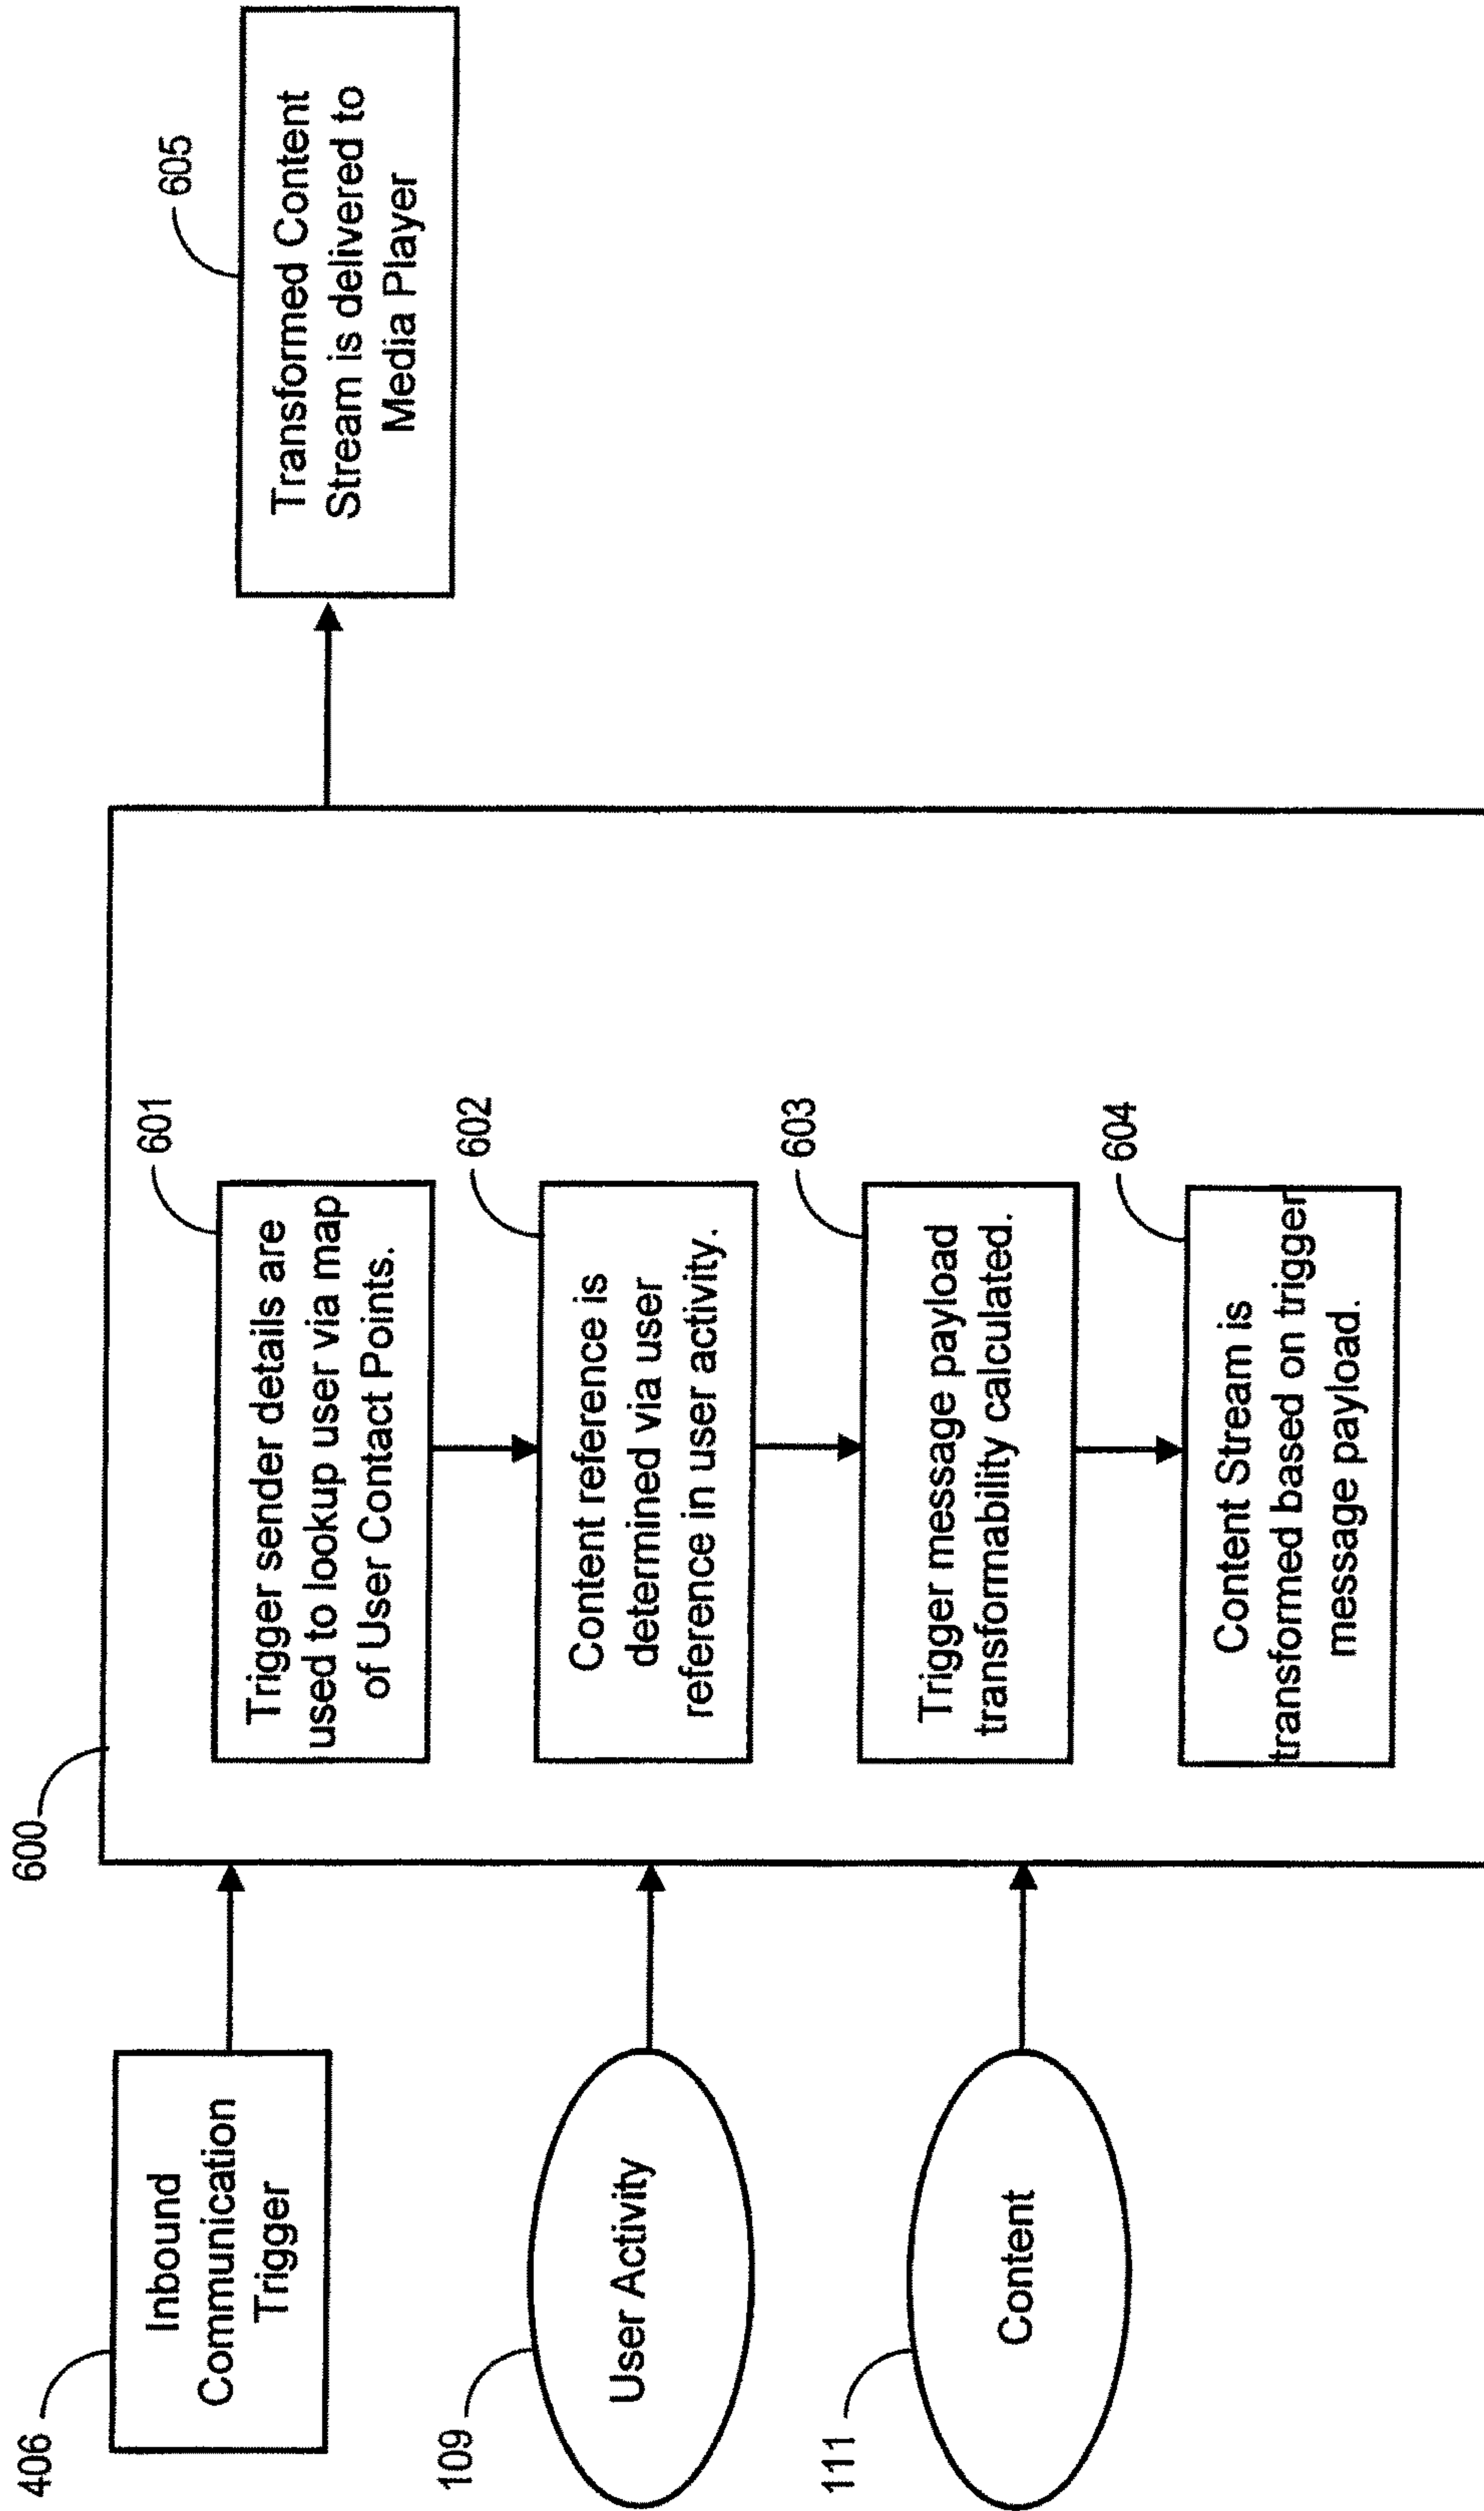 406
Inbound
Communication
Trigger
109
User Activity
111
Content
600
601
Trigger sender details are
used to lookup user via map
of User Contact Points.
602
Content reference is
determined via user
reference in user activity.
603
Trigger message payload
transformability calculated.
604
Content Stream is
transformed based on trigger
message payload.
605
Transformed Content
Stream is delivered to
Media Player